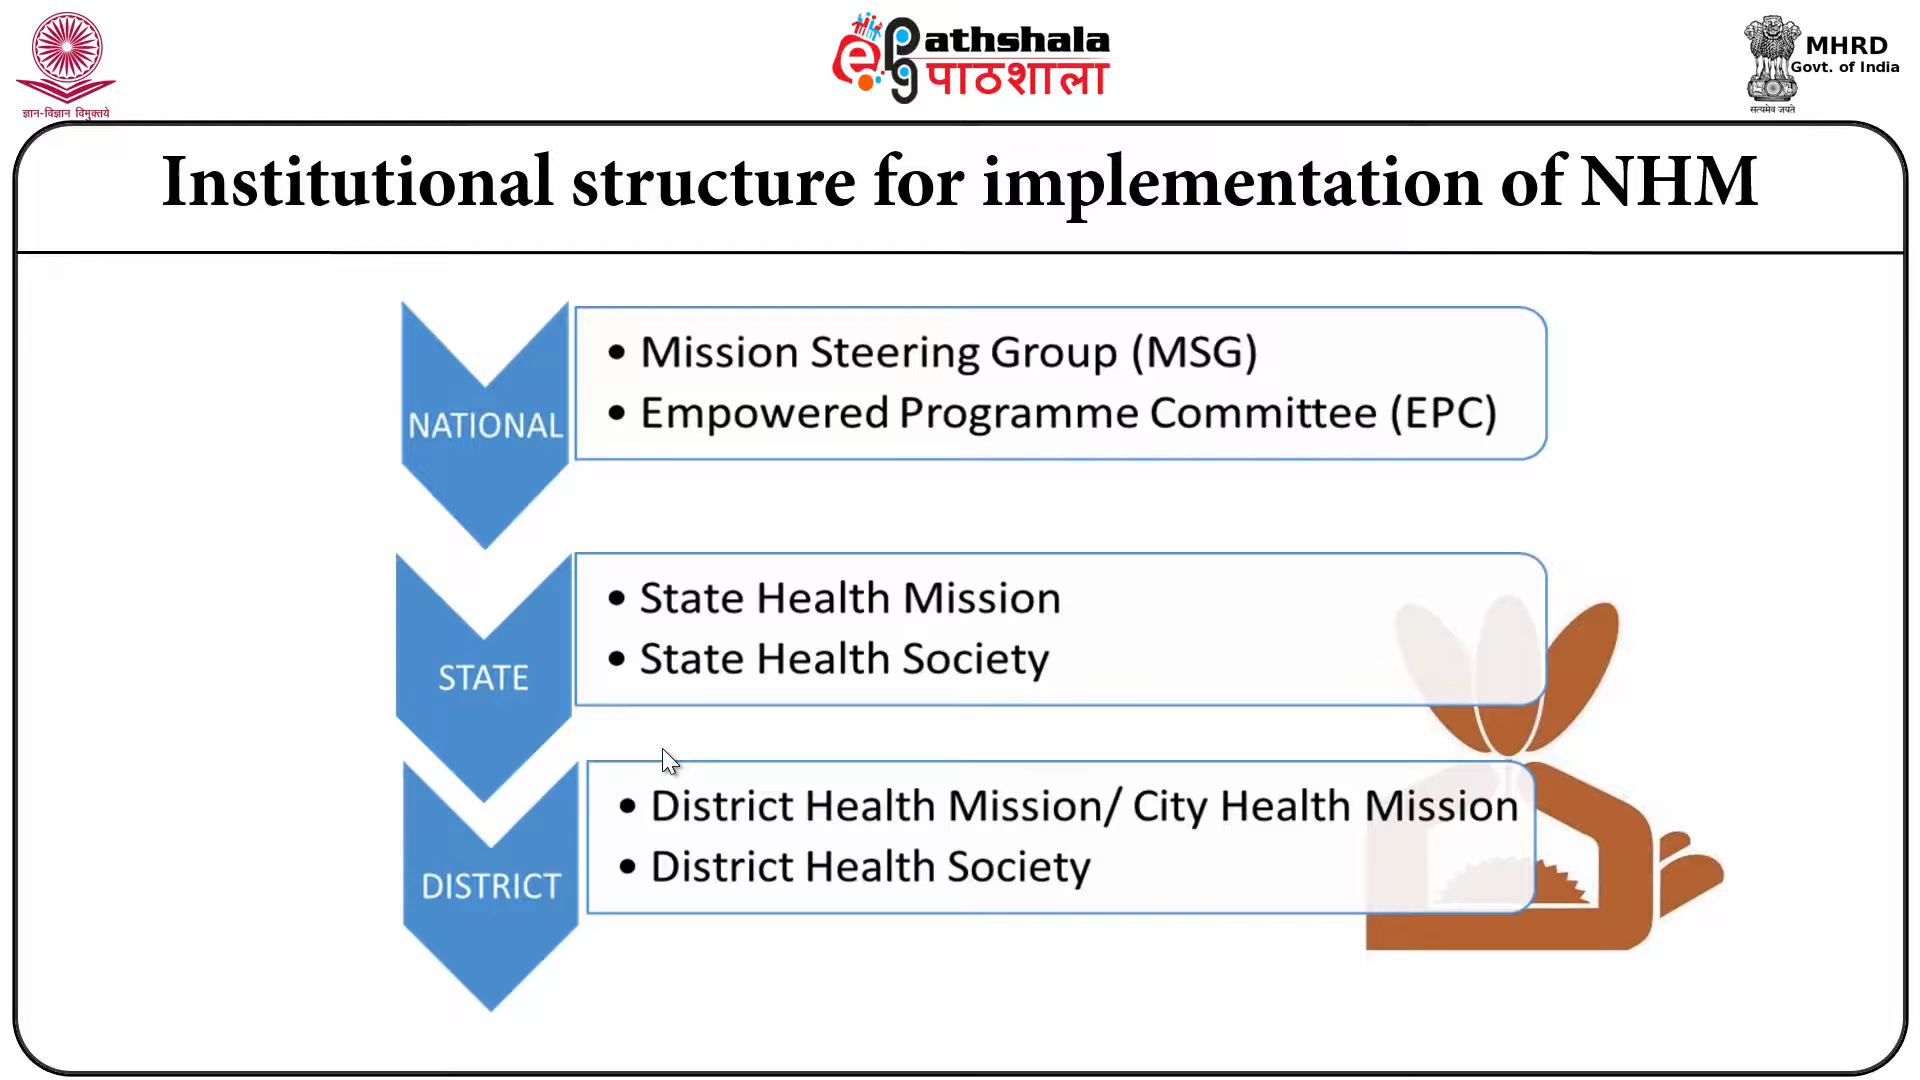 ज्ञान-विज्ञान विमुक्तये
ePg athshala
पाठशाला
MHRD
Govt. of India
सत्यमेव जयते
Institutional structure for implementation of NHM
NATIONAL
• Mission Steering Group (MSG)
• Empowered Programme Committee (EPC)
STATE
• State Health Mission
• State Health Society
DISTRICT
• District Health Mission/ City Health Mission
• District Health Society